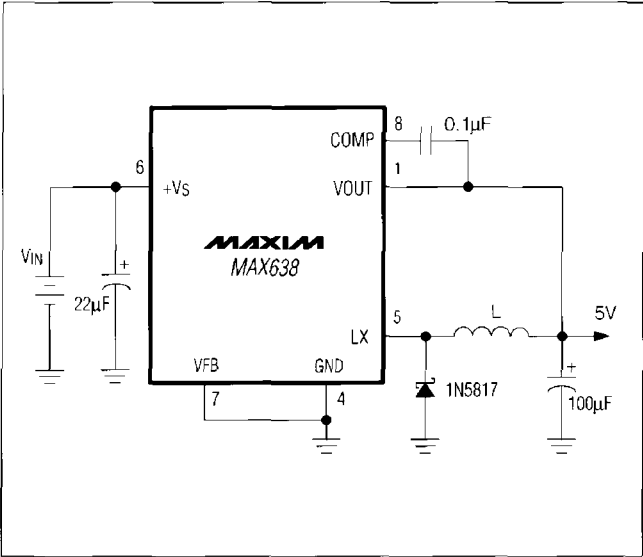 8
0.1µF
COMP
6
1
+VS
VOUT
MAXIM
MAX638
VIN
+
22µF
5
L
5V
LX
+
VFB
GND
1N5817
7
4
100µF